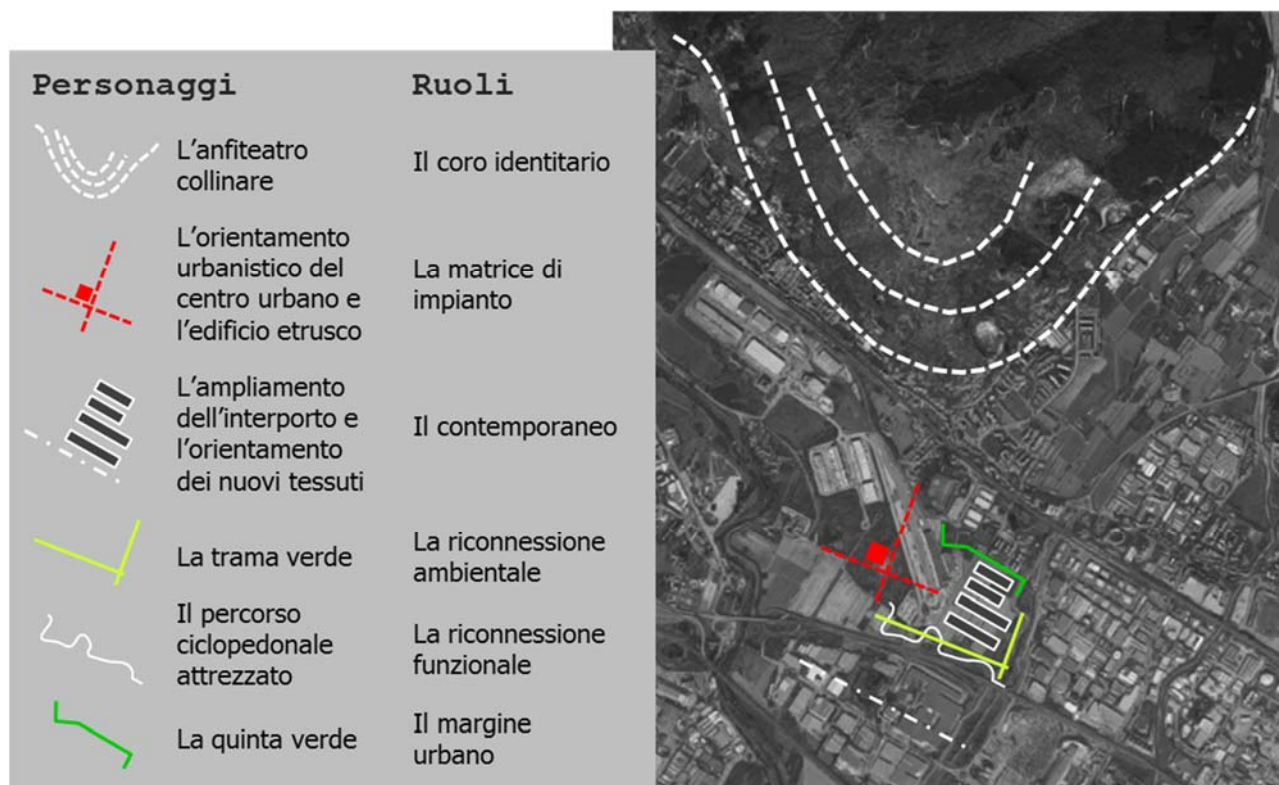 Personaggi Ruoli
L'anfiteatro
collinare
Il coro identitario
L'orientamento
urbanistico del
centro urbano e
l'edificio etrusco
La matrice di
impianto
L'ampliamento
dell'interporto e
l'orientamento
dei nuovi tessuti
Il contemporaneo
La trama verde
La riconnessione
ambientale
Il percorso
ciclopedonale
attrezzato
La riconnessione
funzionale
La quinta verde
Il margine
urbano